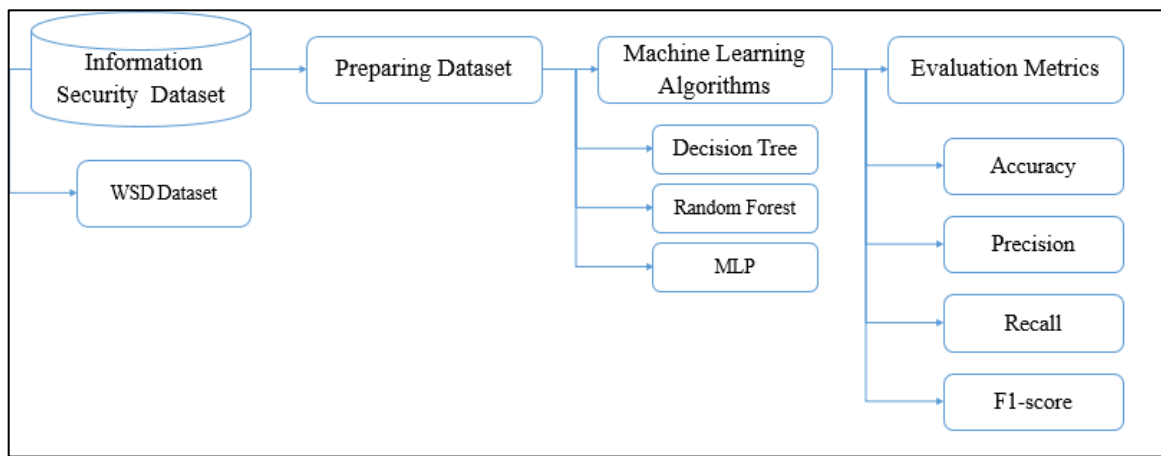 Information
Security Dataset
WSD Dataset
Preparing Dataset
Machine Learning
Algorithms
Decision Tree
Random Forest
MLP
Evaluation Metrics
Accuracy
Precision
Recall
F1-score